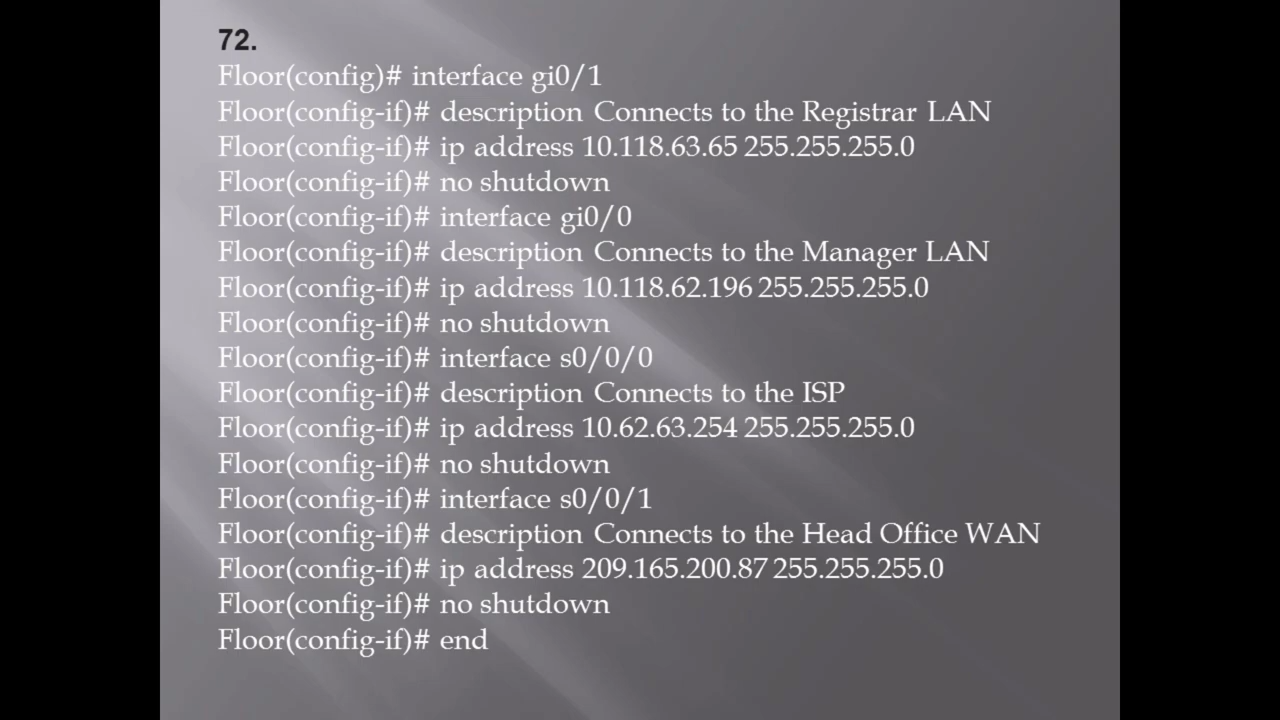 72.
Floor(config)# interface gi0/1
Floor(config-if)# description Connects to the Registrar LAN
Floor(config-if)# ip address 10.118.63.65 255.255.255.0
Floor(config-if)# no shutdown
Floor(config-if)# interface gi0/0
Floor(config-if)# description Connects to the Manager LAN
Floor(config-if)# ip address 10.118.62.196 255.255.255.0
Floor(config-if)# no shutdown
Floor(config-if)# interface s0/0/0
Floor(config-if)# description Connects to the ISP
Floor(config-if)# ip address 10.62.63.254 255.255.255.0
Floor(config-if)# no shutdown
Floor(config-if)# interface s0/0/1
Floor(config-if)# description Connects to the Head Office WAN
Floor(config-if)# ip address 209.165.200.87 255.255.255.0
Floor(config-if)# no shutdown
Floor(config-if)# end